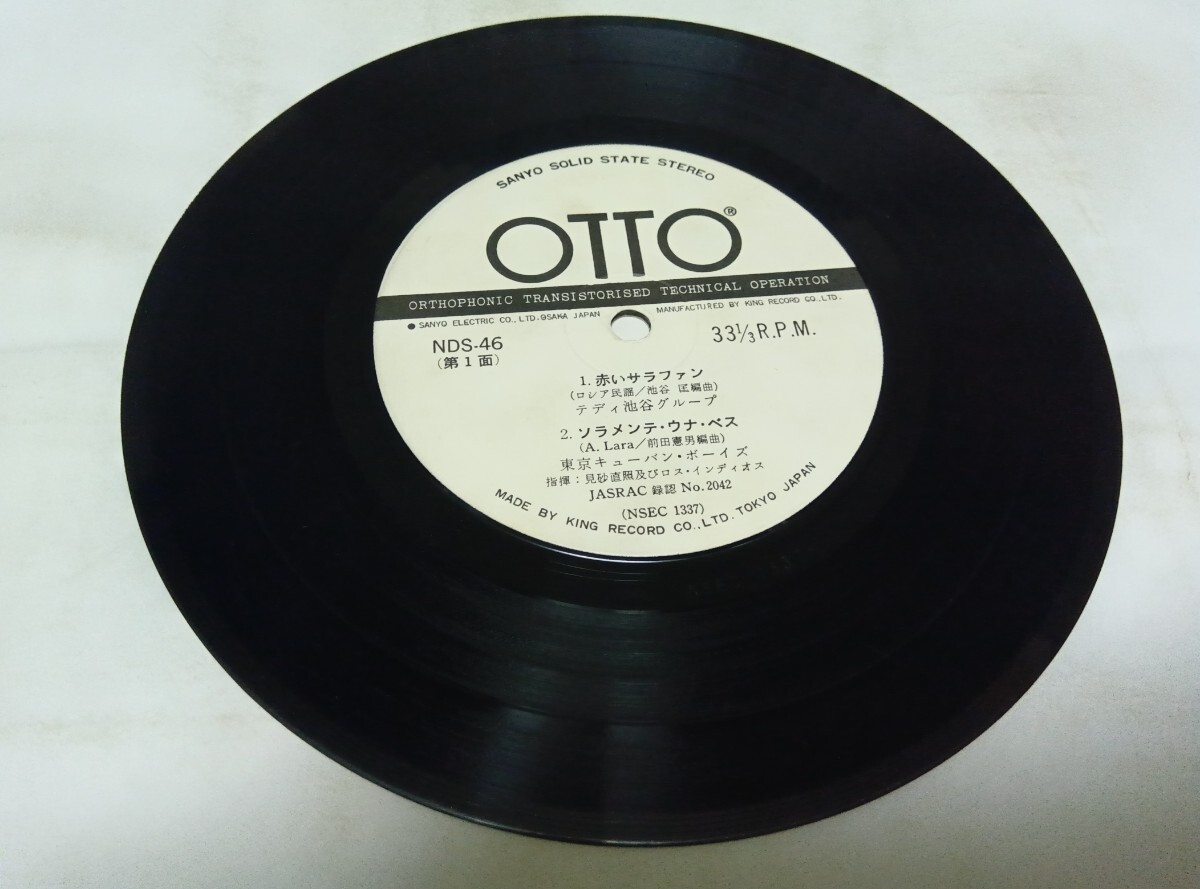 SANYO SOLID STATE STEREO
OTTO®
ORTHOPHONIC TRANSISTORISED TECHNICAL OPERATION
● SANYO ELECTRIC CO., LTD. OSAKA JAPAN MANUFACTURED BY KING RECORD CO., LTD.
NDS-46
(第1面)
33⅓ R.P.M.
1. 赤いサラファン
(ロシア民謡/池谷 匡編曲)
テディ池谷グループ
2. ソラメンテ・ウナ・ベス
(A. Lara/前田憲男編曲)
東京キューバン・ボーイズ
指揮:見砂直照及びロス・インディオス
JASRAC 録認 No.2042
(NSEC 1337)
MADE BY KING RECORD CO., LTD. TOKYO JAPAN